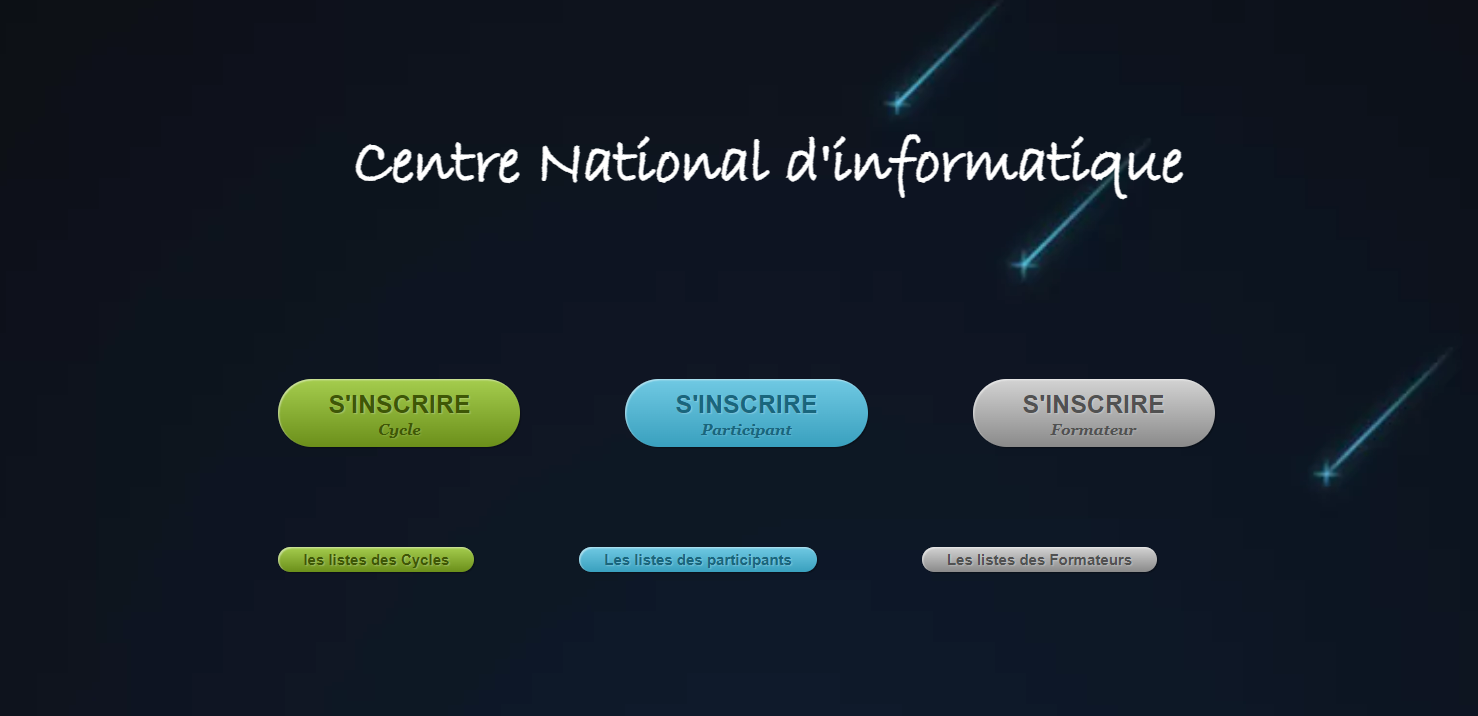 Centre National d'informatique
S'INSCRIRE S'INSCRIRE S'INSCRIRE
Cycle Participant Formateur
les listes des Cycles Les listes des participants Les listes des Formateurs